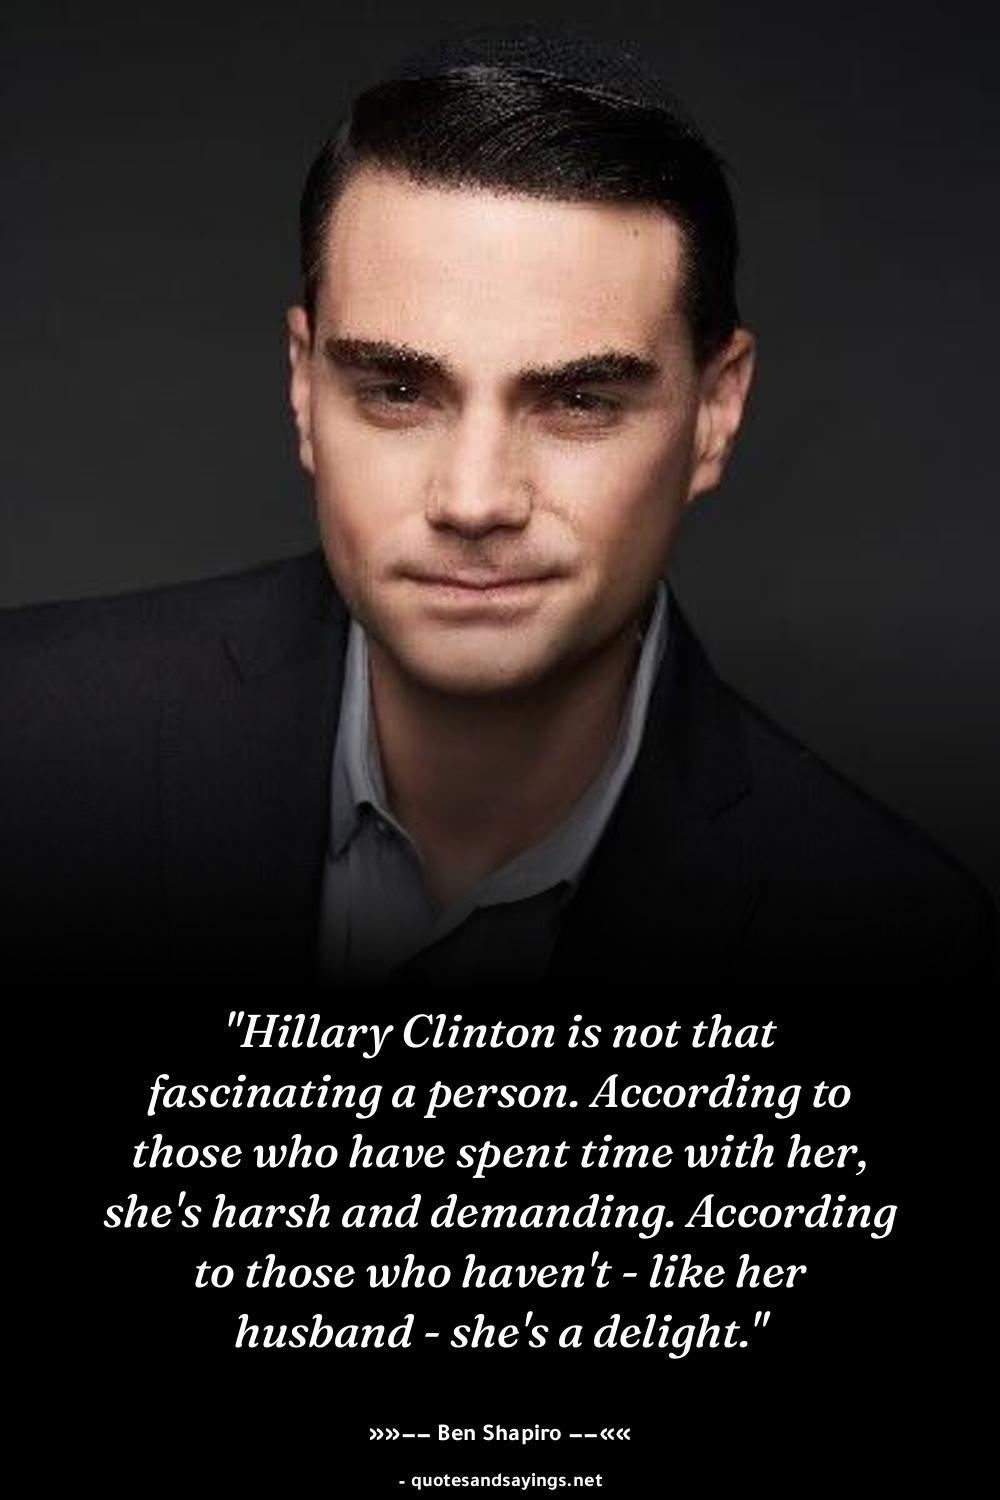 "Hillary Clinton is not that
fascinating a person. According to
those who have spent time with her,
she's harsh and demanding. According
to those who haven't - like her
husband - she's a delight."
»»–– Ben Shapiro ––««
- quotesandsayings.net